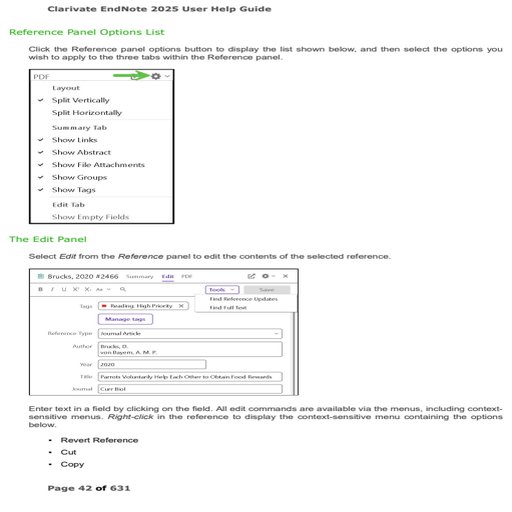 Clarivate EndNote 2025 User Help Guide
Reference Panel Options List
Click the Reference panel options button to display the list shown below, and then select the options you
wish to apply to the three tabs within the Reference panel.
PDF
Layout
Split Vertically
Split Horizontally
Summary Tab
Show Links
Show Abstract
Show File Attachments
Show Groups
Show Tags
Edit Tab
Show Empty Fields
The Edit Panel
Select Edit from the Reference panel to edit the contents of the selected reference.
Brucks, 2020 #2466 Summary Edit PDF
B I U X¹ X₁ Aa Tools Save
Find Reference Updates
Tags Reading: High Priority X
Find Full Text
Manage tags
Reference Type Journal Article
Author Brucks, D.
von Bayern, A. M. P.
Year 2020
Title Parrots Voluntarily Help Each Other to Obtain Food Rewards
Journal Curr Biol
Enter text in a field by clicking on the field. All edit commands are available via the menus, including context-
sensitive menus. Right-click in the reference to display the context-sensitive menu containing the options
below.
• Revert Reference
• Cut
• Copy
Page 42 of 631